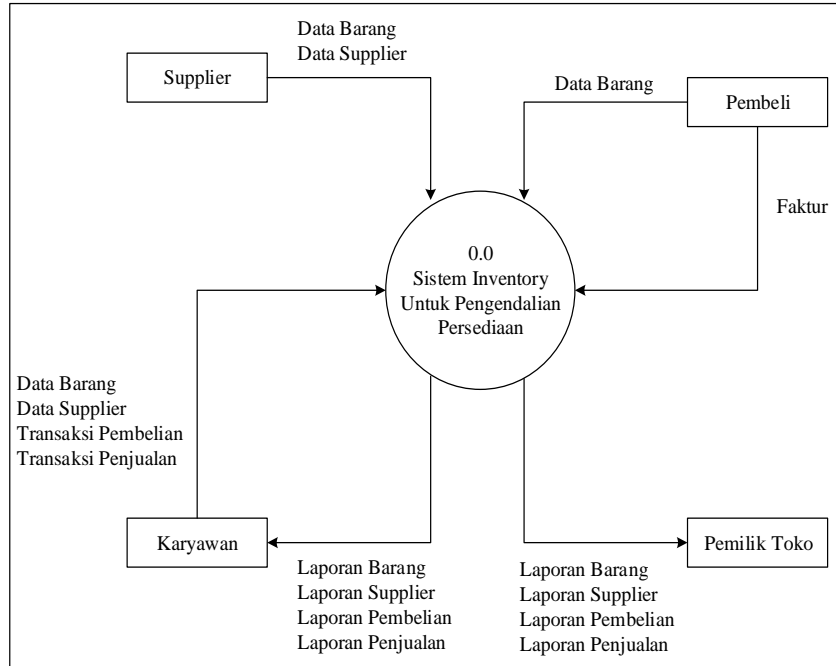 Data Barang
Data Supplier
Supplier
Data Barang
Pembeli
Faktur
0.0
Sistem Inventory
Untuk Pengendalian
Persediaan
Data Barang
Data Supplier
Transaksi Pembelian
Transaksi Penjualan
Karyawan
Pemilik Toko
Laporan Barang
Laporan Supplier
Laporan Pembelian
Laporan Penjualan
Laporan Barang
Laporan Supplier
Laporan Pembelian
Laporan Penjualan